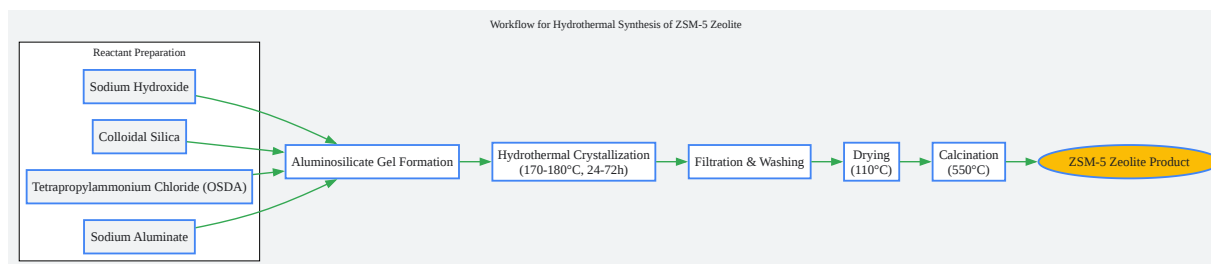 Workflow for Hydrothermal Synthesis of ZSM-5 Zeolite
Reactant Preparation
Sodium Hydroxide
Colloidal Silica
Tetrapropylammonium Chloride (OSDA)
Sodium Aluminate
Aluminosilicate Gel Formation
Hydrothermal Crystallization
(170-180°C, 24-72h)
Filtration & Washing
Drying
(110°C)
Calcination
(550°C)
ZSM-5 Zeolite Product